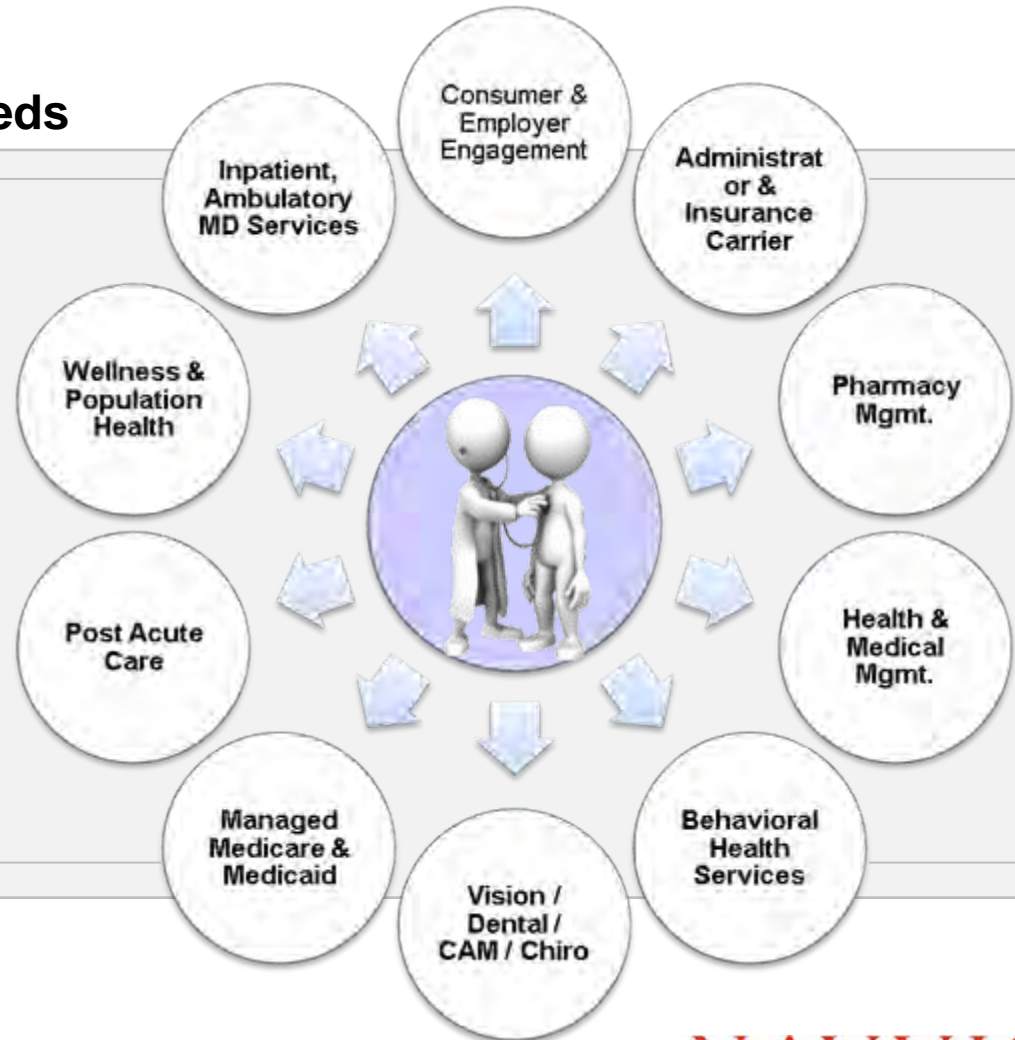 eds
Consumer &
Employer
Engagement
Administrat
or &
Insurance
Carrier
Pharmacy
Mgmt.
Health &
Medical
Mgmt.
Behavioral
Health
Services
Vision /
Dental /
CAM / Chiro
Managed
Medicare &
Medicaid
Post Acute
Care
Wellness &
Population
Health
Inpatient,
Ambulatory
MD Services